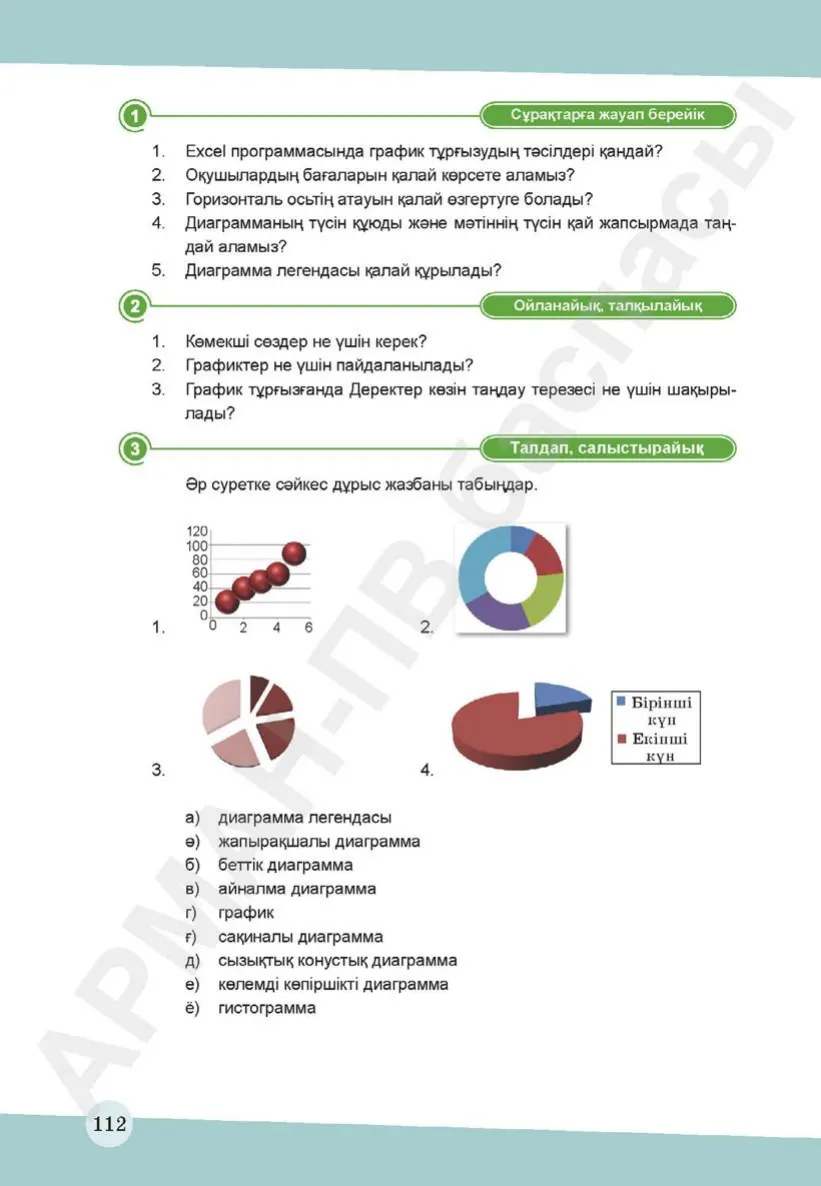 1 Сұрақтарға жауап берейік
1. Excel программасында график тұрғызудың тәсілдері қандай?
2. Оқушылардың бағаларын қалай көрсете аламыз?
3. Горизонталь осьтің атауын қалай өзгертуге болады?
4. Диаграмманың түсін құюды және мәтіннің түсін қай жапсырмада таң-
дай аламыз?
5. Диаграмма легендасы қалай құрылады?
2 Ойланайық, талқылайық
1. Көмекші сөздер не үшін керек?
2. Графиктер не үшін пайдаланылады?
3. График тұрғызғанда Деректер көзін таңдау терезесі не үшін шақыры-
лады?
3 Талдап, салыстырайық
Әр суретке сәйкес дұрыс жазбаны табыңдар.
120
100
80
60
40
20
0
0 2 4 6
1.
2.
3.
Бірінші
күн
Екінші
күн
4.
а) диаграмма легендасы
ә) жапырақшалы диаграмма
б) беттік диаграмма
в) айналма диаграмма
г) график
ғ) сақиналы диаграмма
д) сызықтық конустық диаграмма
е) көлемді көпіршікті диаграмма
ё) гистограмма
112
АРМАН-ПВ баспасы